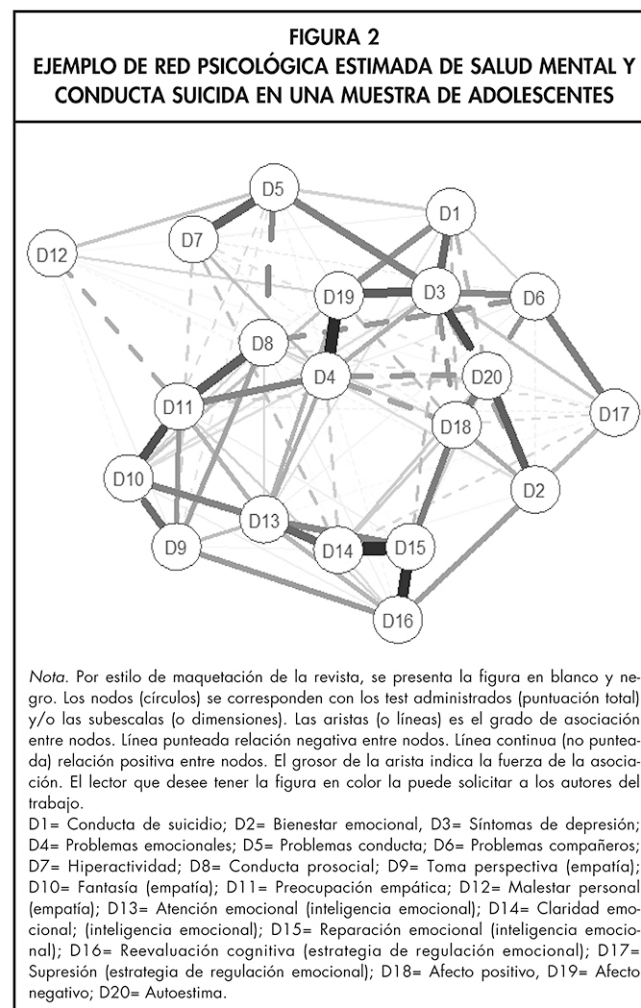 FIGURA 2
EJEMPLO DE RED PSICOLÓGICA ESTIMADA DE SALUD MENTAL Y
CONDUCTA SUICIDA EN UNA MUESTRA DE ADOLESCENTES
D5
D1
D7
D12
D19
D3
D6
D8
D4
D20
D11
D18
D17
D10
D2
D13
D9
D14
D15
D16
Nota. Por estilo de maquetación de la revista, se presenta la figura en blanco y ne-
gro. Los nodos (círculos) se corresponden con los test administrados (puntuación total)
y/o las subescalas (o dimensiones). Las aristas (o líneas) es el grado de asociación
entre nodos. Línea punteada relación negativa entre nodos. Línea continua (no puntea-
da) relación positiva entre nodos. El grosor de la arista indica la fuerza de la asocia-
ción. El lector que desee tener la figura en color la puede solicitar a los autores del
trabajo.
D1= Conducta de suicidio; D2= Bienestar emocional, D3= Síntomas de depresión;
D4= Problemas emocionales; D5= Problemas conducta; D6= Problemas compañeros;
D7= Hiperactividad; D8= Conducta prosocial; D9= Toma perspectiva (empatía);
D10= Fantasía (empatía); D11= Preocupación empática; D12= Malestar personal
(empatía); D13= Atención emocional (inteligencia emocional); D14= Claridad emo-
cional; (inteligencia emocional); D15= Reparación emocional (inteligencia emocio-
nal); D16= Reevaluación cognitiva (estrategia de regulación emocional); D17=
Supresión (estrategia de regulación emocional); D18= Afecto positivo, D19= Afecto
negativo; D20= Autoestima.